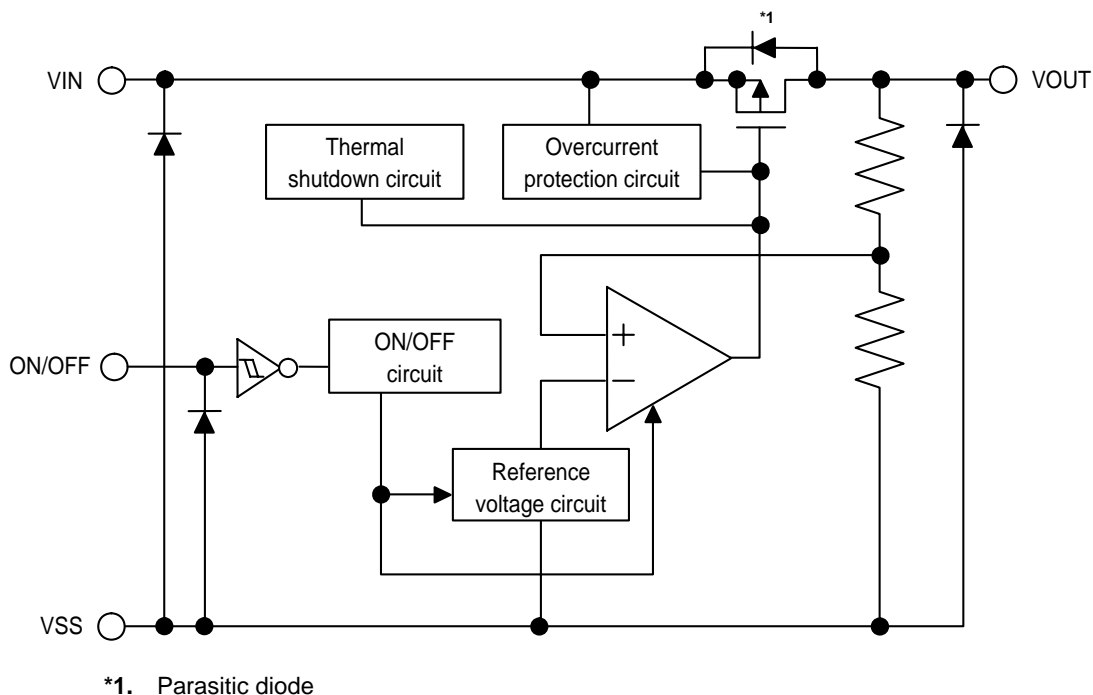 *1
VIN
VOUT
Thermal
shutdown circuit
Overcurrent
protection circuit
+
−
ON/OFF
ON/OFF
circuit
Reference
voltage circuit
VSS
*1. Parasitic diode